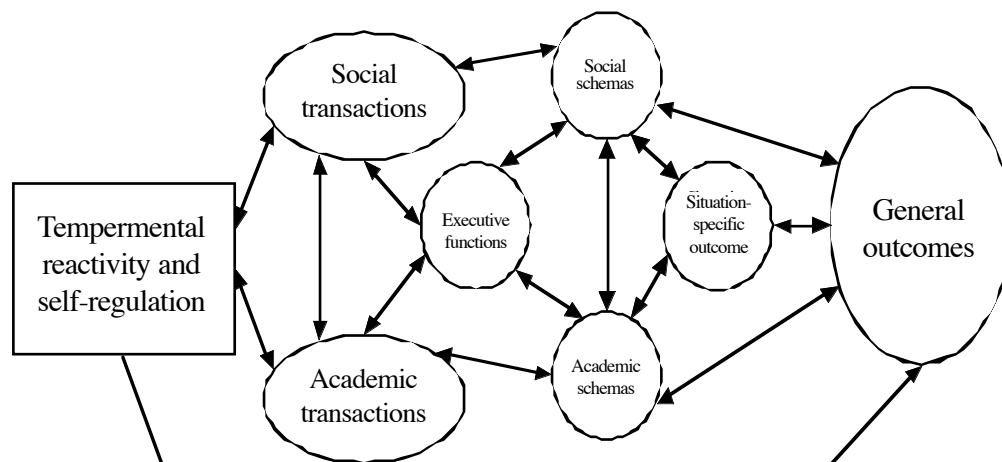 Social
transactions
Social
schemas
Tempermental
reactivity and
self-regulation
Executive
functions
Situation-
specific
outcome
General
outcomes
Academic
transactions
Academic
schemas